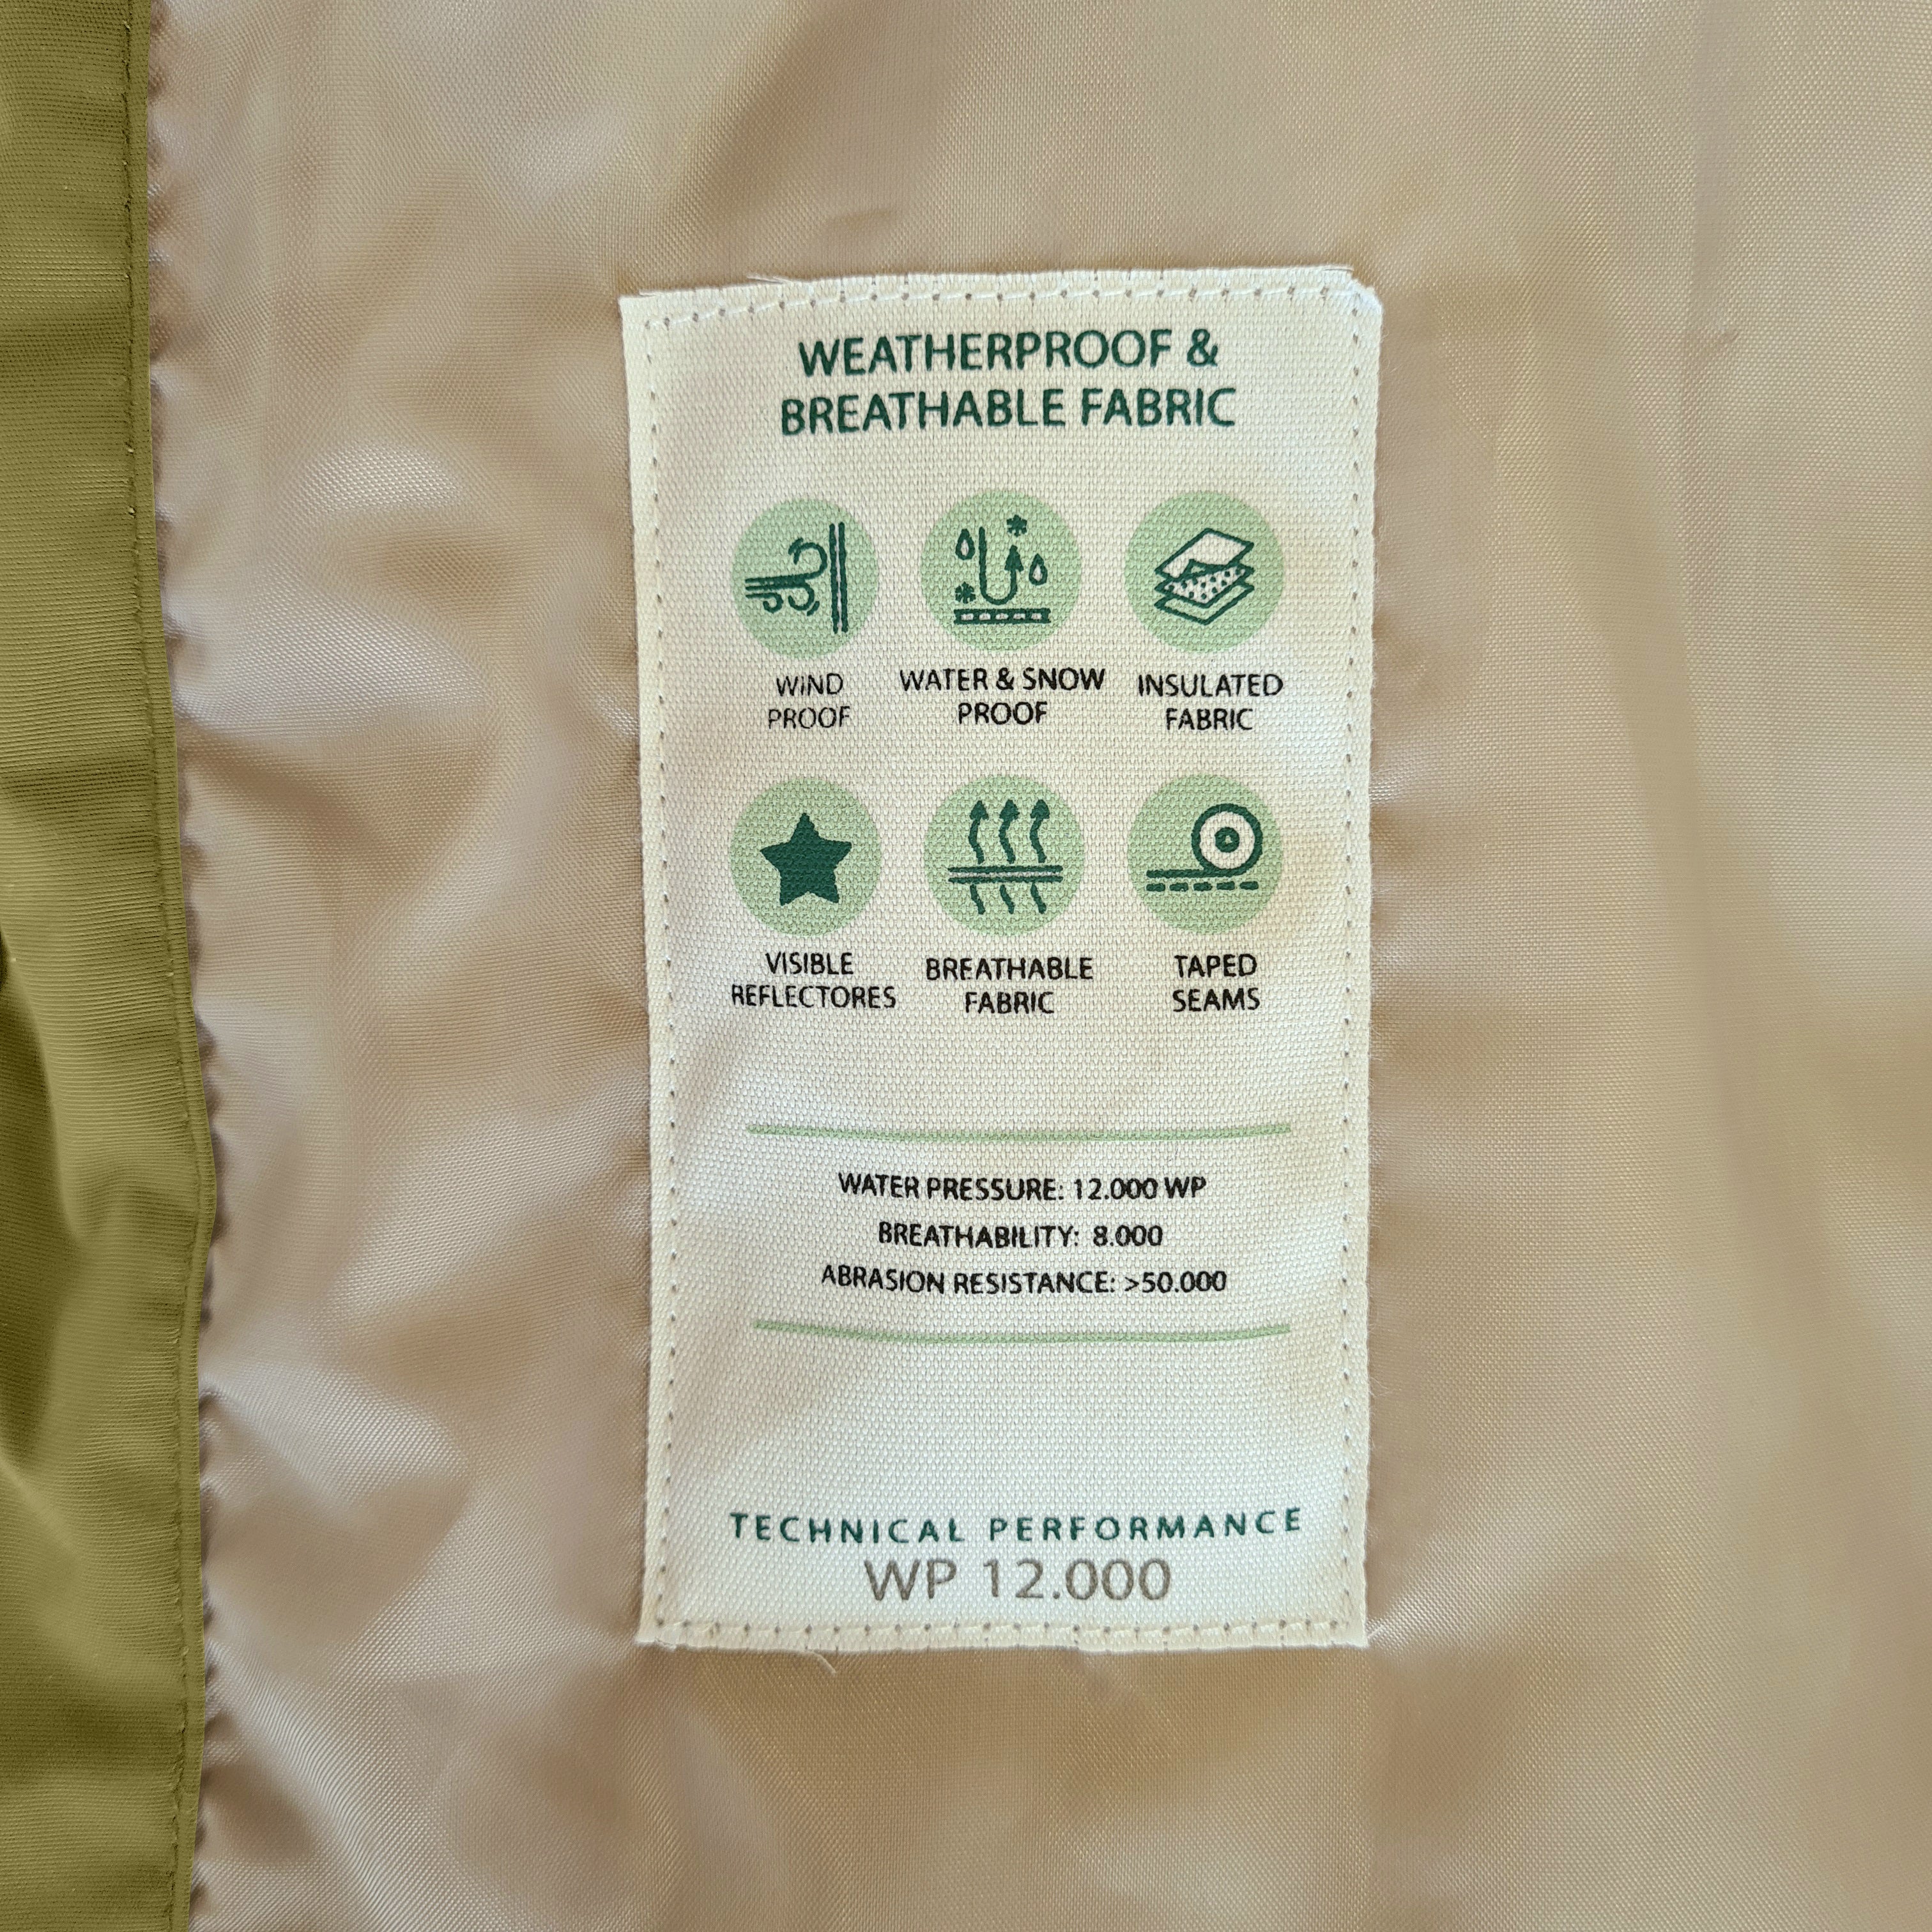 WEATHERPROOF &
BREATHABLE FABRIC
WIND
PROOF
WATER & SNOW
PROOF
INSULATED
FABRIC
VISIBLE
REFLECTORES
BREATHABLE
FABRIC
TAPED
SEAMS
WATER PRESSURE: 12.000 WP
BREATHABILITY: 8.000
ABRASION RESISTANCE: >50.000
TECHNICAL PERFORMANCE
WP 12.000